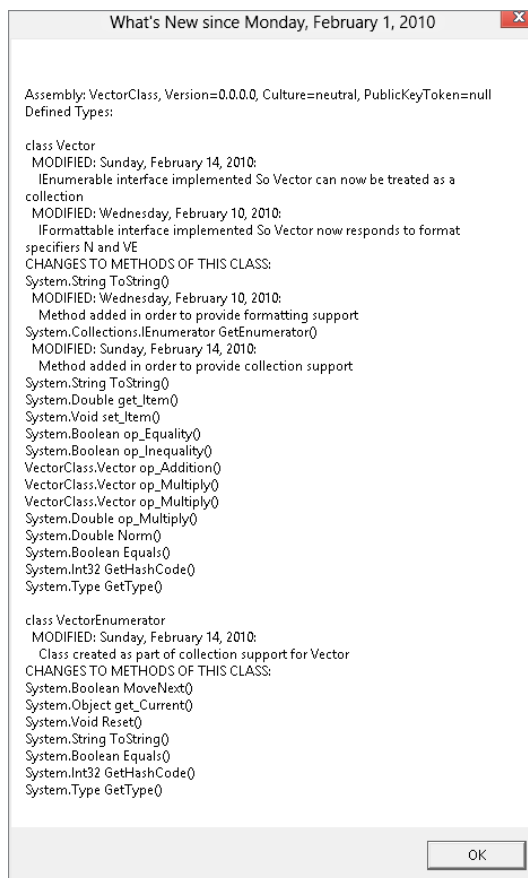 What's New since Monday, February 1, 2010
Assembly: VectorClass, Version=0.0.0.0, Culture=neutral, PublicKeyToken=null
Defined Types:
class Vector
MODIFIED: Sunday, February 14, 2010:
IEnumerable interface implemented So Vector can now be treated as a
collection
MODIFIED: Wednesday, February 10, 2010:
IFormattable interface implemented So Vector now responds to format
specifiers N and VE
CHANGES TO METHODS OF THIS CLASS:
System.String ToString()
MODIFIED: Wednesday, February 10, 2010:
Method added in order to provide formatting support
System.Collections.IEnumerator GetEnumerator()
MODIFIED: Sunday, February 14, 2010:
Method added in order to provide collection support
System.String ToString()
System.Double get_Item()
System.Void set_Item()
System.Boolean op_Equality()
System.Boolean op_Inequality()
VectorClass.Vector op_Addition()
VectorClass.Vector op_Multiply()
VectorClass.Vector op_Multiply()
System.Double op_Multiply()
System.Double Norm()
System.Boolean Equals()
System.Int32 GetHashCode()
System.Type GetType()
class VectorEnumerator
MODIFIED: Sunday, February 14, 2010:
Class created as part of collection support for Vector
CHANGES TO METHODS OF THIS CLASS:
System.Boolean MoveNext()
System.Object get_Current()
System.Void Reset()
System.String ToString()
System.Boolean Equals()
System.Int32 GetHashCode()
System.Type GetType()
OK